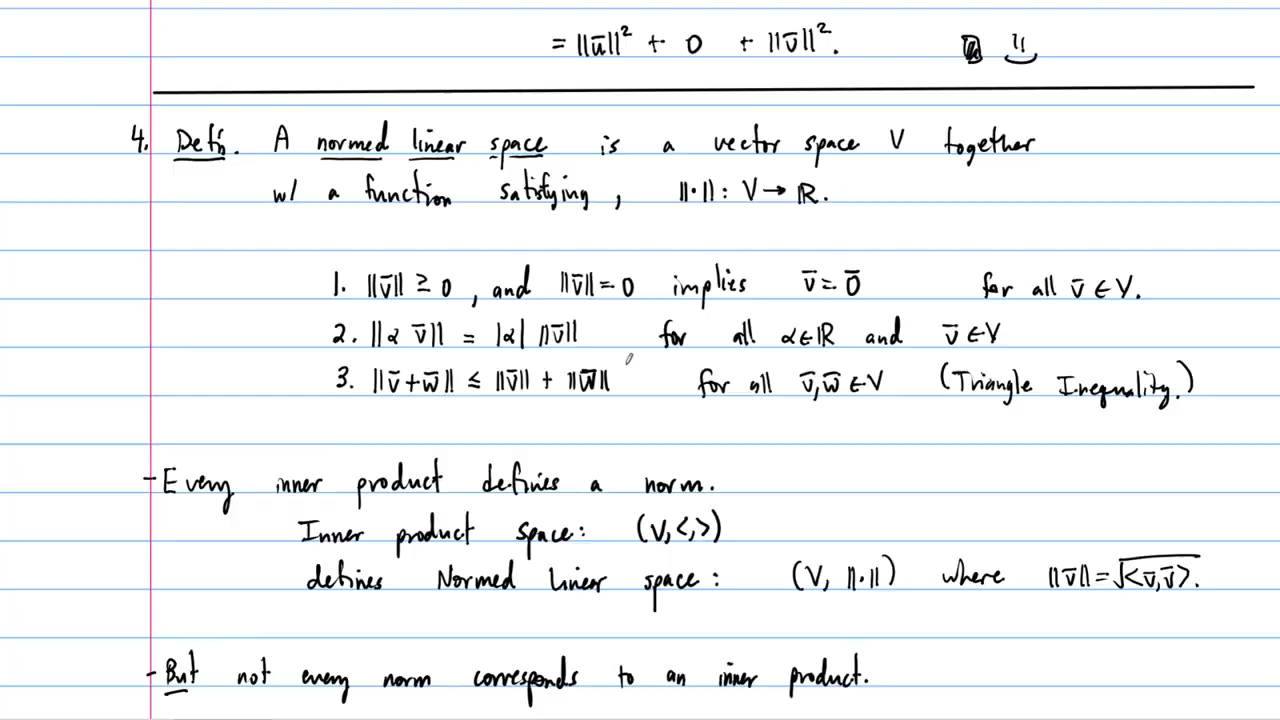 = ||ū||² + 0 + ||v̄||².
4. Def'n. A normed linear space is a vector space V together
w/ a function satisfying, ||·||: V → ℝ.
1. ||v̄|| ≥ 0, and ||v̄|| = 0 implies v̄ = 0̄ for all v̄ ∈ V.
2. ||α v̄|| = |α| ||v̄|| for all α ∈ ℝ and v̄ ∈ V
3. ||v̄ + w̄|| ≤ ||v̄|| + ||w̄|| for all v̄, w̄ ∈ V (Triangle Inequality.)
- Every inner product defines a norm.
Inner product space: (V, <,>)
defines Normed Linear space: (V, ||·||) where ||v̄|| = √<v̄, v̄>.
- But not every norm corresponds to an inner product.